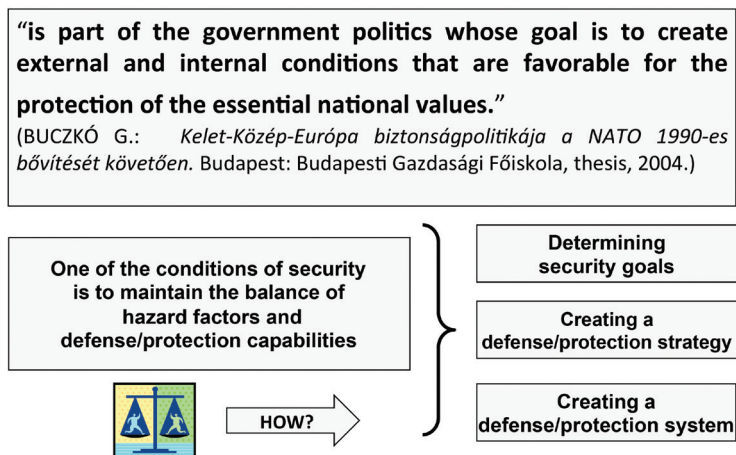 “is part of the government politics whose goal is to create
external and internal conditions that are favorable for the
protection of the essential national values.”
(BUCZKÓ G.: Kelet-Közép-Európa biztonságpolitikája a NATO 1990-es
bővítését követően. Budapest: Budapesti Gazdasági Főiskola, thesis, 2004.)
One of the conditions of security
is to maintain the balance of
hazard factors and
defense/protection capabilities
HOW?
Determining
security goals
Creating a
defense/protection strategy
Creating a
defense/protection system